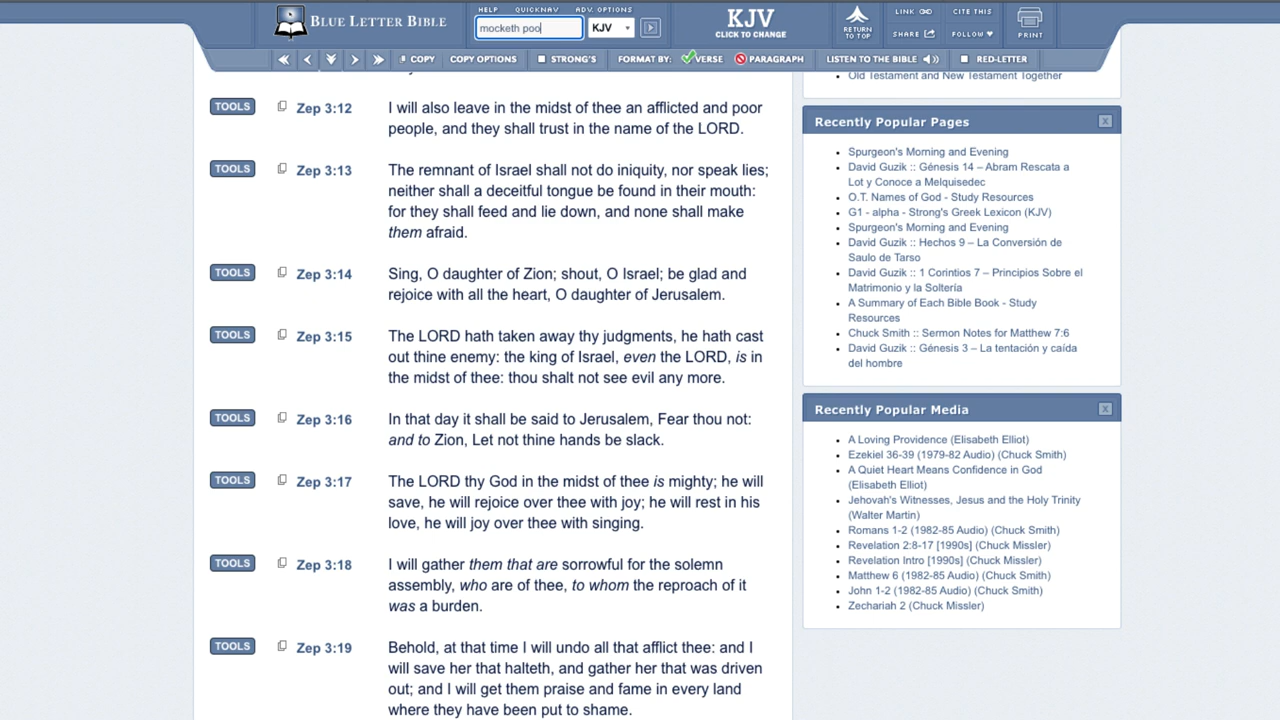 HELP QUICKNAV ADV. OPTIONS
BLUE LETTER BIBLE
mocketh poo
KJV
KJV
CLICK TO CHANGE
RETURN
TO TOP
LINK
CITE THIS
SHARE
FOLLOW
PRINT
COPY
COPY OPTIONS
STRONG'S
FORMAT BY:
VERSE
PARAGRAPH
LISTEN TO THE BIBLE
RED-LETTER
TOOLS
Zep 3:12
I will also leave in the midst of thee an afflicted and poor
people, and they shall trust in the name of the LORD.
TOOLS
Zep 3:13
The remnant of Israel shall not do iniquity, nor speak lies;
neither shall a deceitful tongue be found in their mouth:
for they shall feed and lie down, and none shall make
them afraid.
TOOLS
Zep 3:14
Sing, O daughter of Zion; shout, O Israel; be glad and
rejoice with all the heart, O daughter of Jerusalem.
TOOLS
Zep 3:15
The LORD hath taken away thy judgments, he hath cast
out thine enemy: the king of Israel, even the LORD, is in
the midst of thee: thou shalt not see evil any more.
TOOLS
Zep 3:16
In that day it shall be said to Jerusalem, Fear thou not:
and to Zion, Let not thine hands be slack.
TOOLS
Zep 3:17
The LORD thy God in the midst of thee is mighty; he will
save, he will rejoice over thee with joy; he will rest in his
love, he will joy over thee with singing.
TOOLS
Zep 3:18
I will gather them that are sorrowful for the solemn
assembly, who are of thee, to whom the reproach of it
was a burden.
TOOLS
Zep 3:19
Behold, at that time I will undo all that afflict thee: and I
will save her that halteth, and gather her that was driven
out; and I will get them praise and fame in every land
where they have been put to shame.
Old Testament and New Testament Together
Recently Popular Pages
X
Spurgeon's Morning and Evening
David Guzik :: Génesis 14 – Abram Rescata a
Lot y Conoce a Melquisedec
O.T. Names of God - Study Resources
G1 - alpha - Strong's Greek Lexicon (KJV)
Spurgeon's Morning and Evening
David Guzik :: Hechos 9 – La Conversión de
Saulo de Tarso
David Guzik :: 1 Corintios 7 – Principios Sobre el
Matrimonio y la Soltería
A Summary of Each Bible Book - Study
Resources
Chuck Smith :: Sermon Notes for Matthew 7:6
David Guzik :: Génesis 3 – La tentación y caída
del hombre
Recently Popular Media
X
A Loving Providence (Elisabeth Elliot)
Ezekiel 36-39 (1979-82 Audio) (Chuck Smith)
A Quiet Heart Means Confidence in God
(Elisabeth Elliot)
Jehovah's Witnesses, Jesus and the Holy Trinity
(Walter Martin)
Romans 1-2 (1982-85 Audio) (Chuck Smith)
Revelation 2:8-17 [1990s] (Chuck Missler)
Revelation Intro [1990s] (Chuck Missler)
Matthew 6 (1982-85 Audio) (Chuck Smith)
John 1-2 (1982-85 Audio) (Chuck Smith)
Zechariah 2 (Chuck Missler)